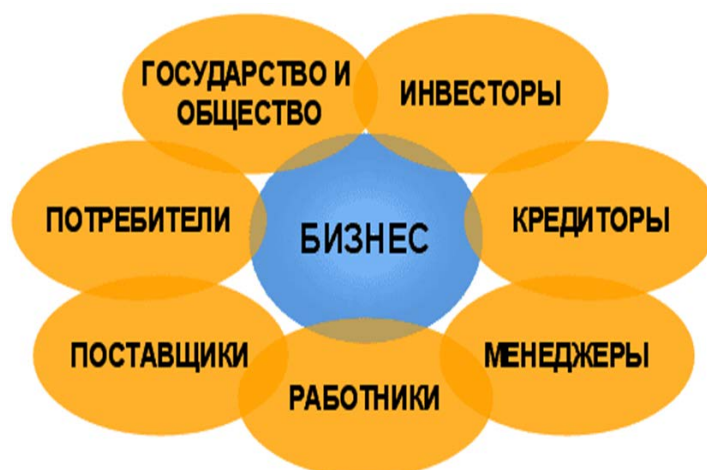 ГОСУДАРСТВО И
ОБЩЕСТВО
ИНВЕСТОРЫ
ПОТРЕБИТЕЛИ
БИЗНЕС
КРЕДИТОРЫ
ПОСТАВЩИКИ
РАБОТНИКИ
МЕНЕДЖЕРЫ